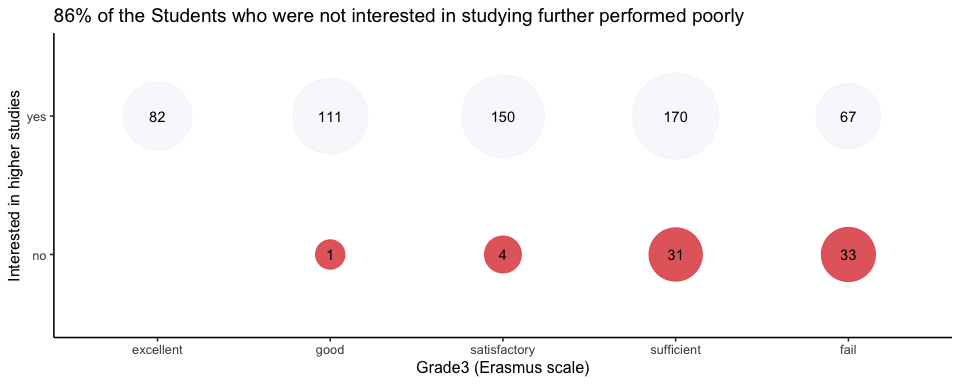 86% of the Students who were not interested in studying further performed poorly
Interested in higher studies
yes
82
111
150
170
67
no
1
4
31
33
excellent
good
satisfactory
sufficient
fail
Grade3 (Erasmus scale)